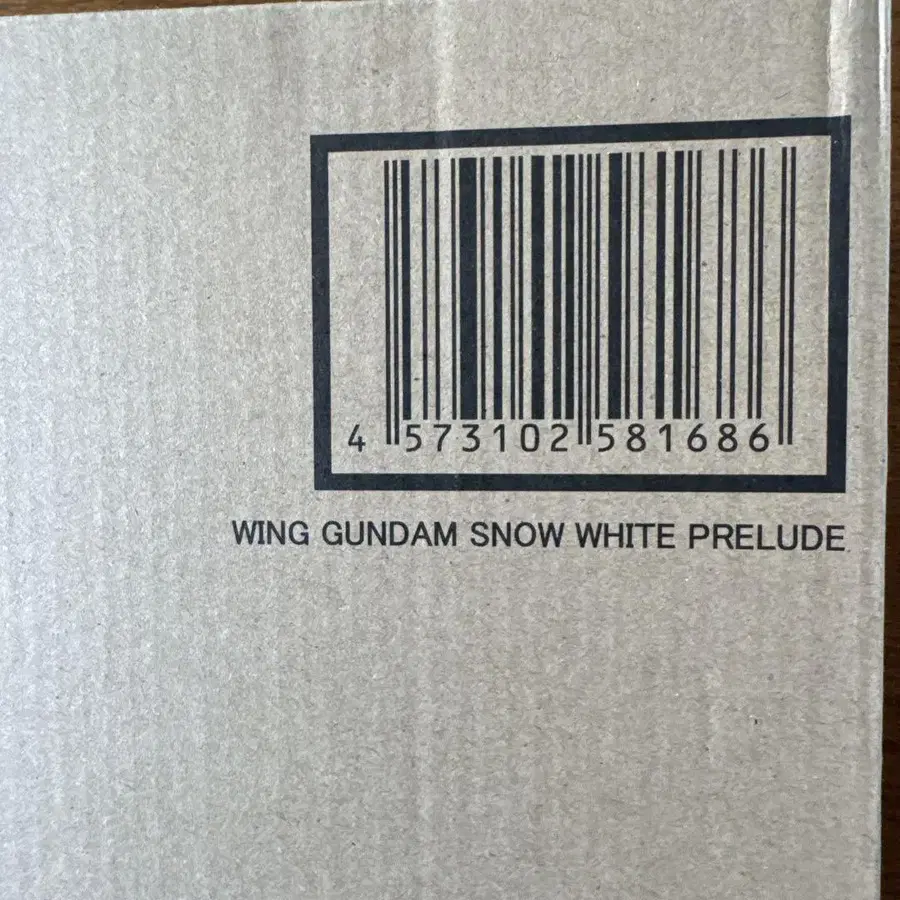 4 573102 581686
WING GUNDAM SNOW WHITE PRELUDE